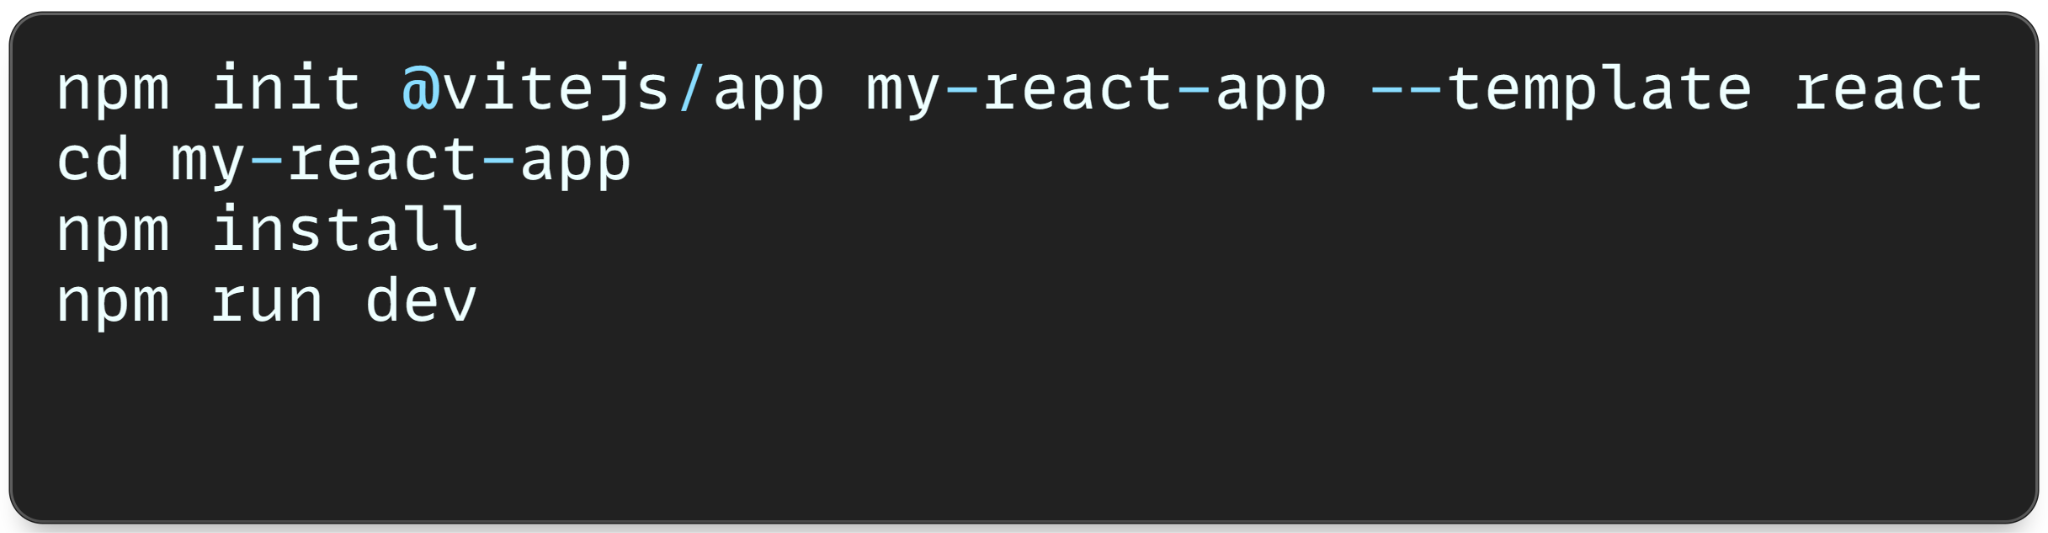 npm init @vitejs/app my-react-app --template react
cd my-react-app
npm install
npm run dev